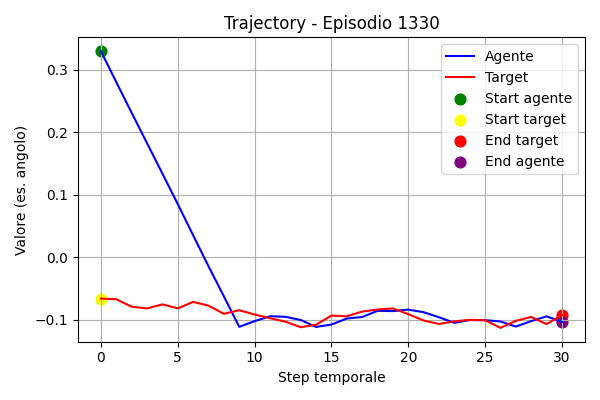 Trajectory - Episodio 1330
Valore (es. angolo)
0.3
0.2
0.1
0.0
−0.1
0
5
10
15
20
25
30
Step temporale
Agente
Target
Start agente
Start target
End target
End agente